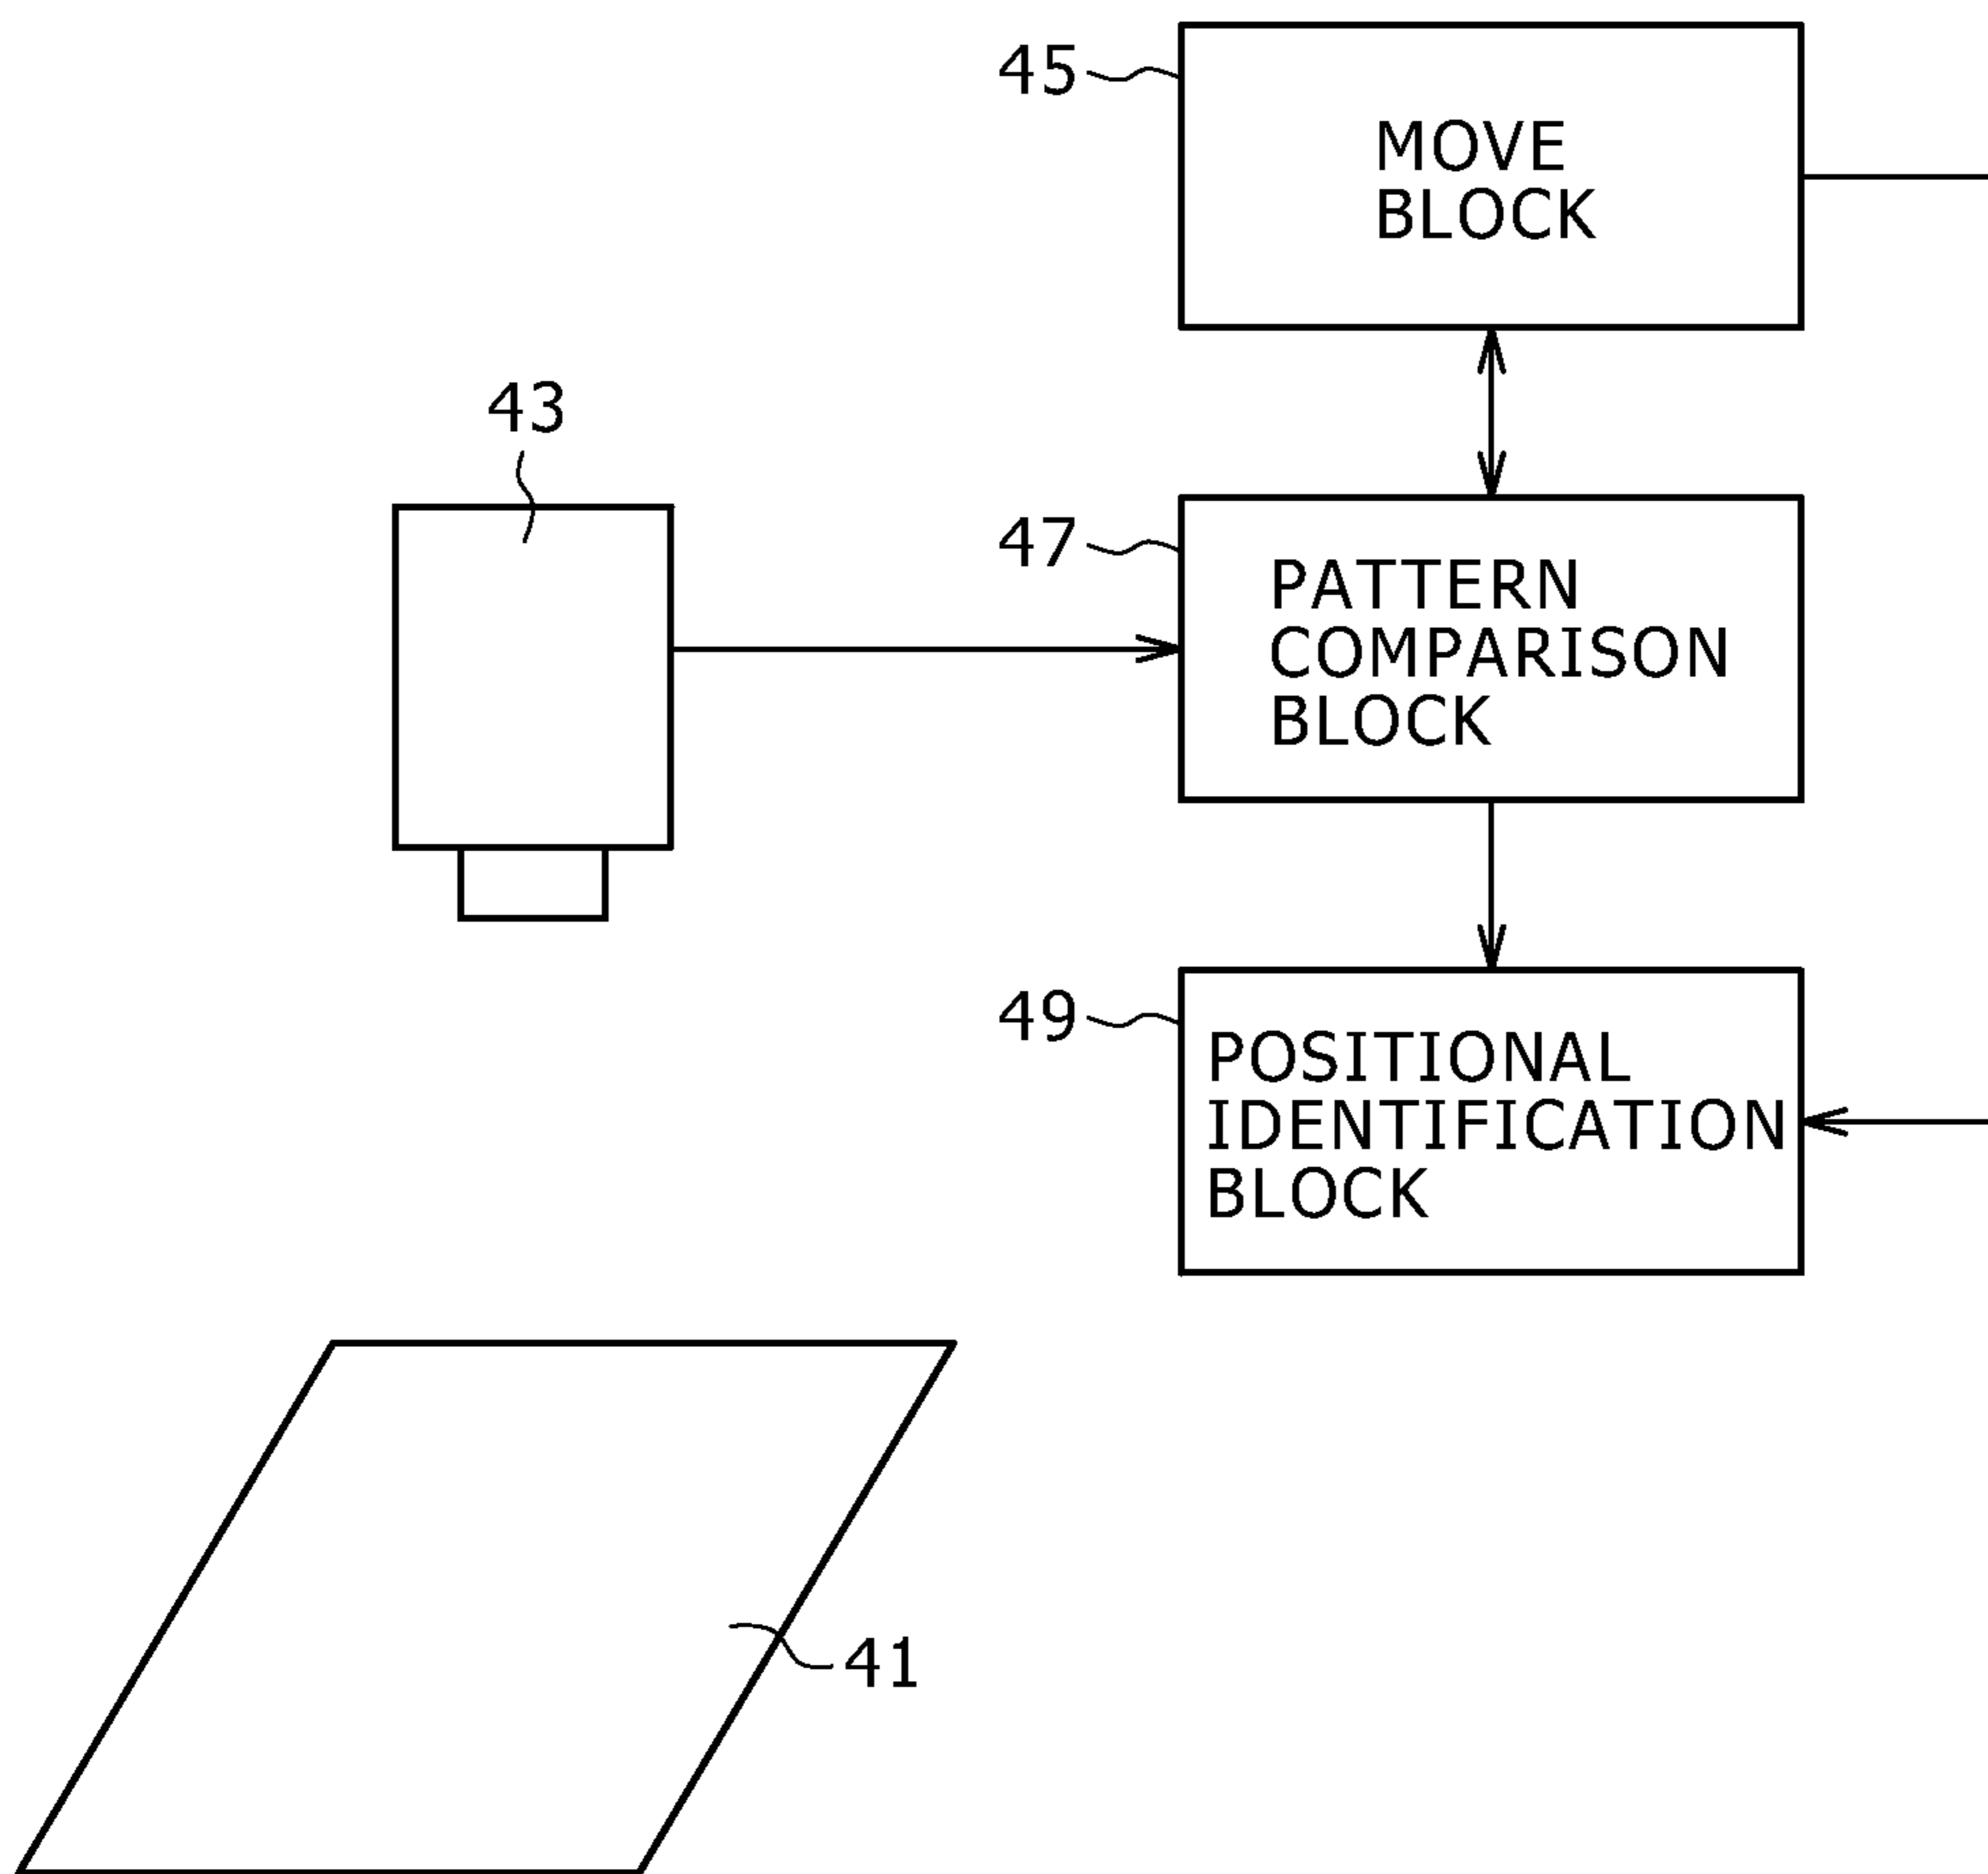 45
MOVE
BLOCK
43
47
PATTERN
COMPARISON
BLOCK
49
POSITIONAL
IDENTIFICATION
BLOCK
41